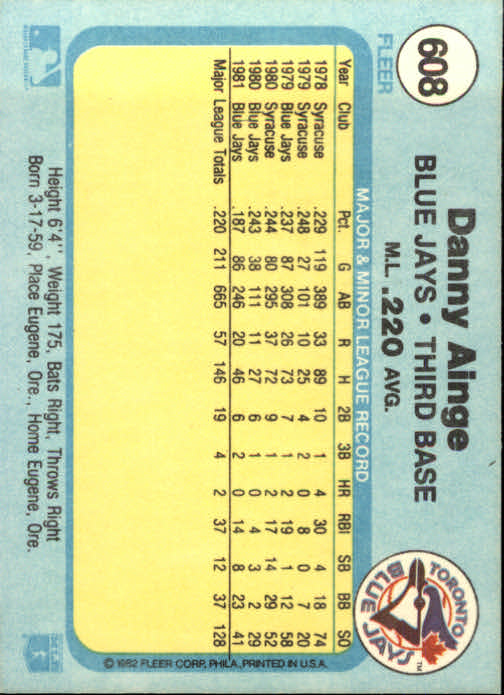 608
FLEER
Danny Ainge
BLUE JAYS • THIRD BASE
M.L. .220 AVG.
TORONTO
BLUE JAYS
TM
MAJOR & MINOR LEAGUE RECORD
Year Club Pct. G AB R H 2B 3B HR RBI SB BB SO
1978 Syracuse .229 119 389 33 89 10 1 4 30 4 18 74
1979 Syracuse .248 27 101 10 25 4 2 0 8 0 7 20
1979 Blue Jays .237 87 308 26 73 7 1 2 19 1 12 58
1980 Syracuse .244 80 295 37 72 9 1 2 17 14 29 52
1980 Blue Jays .243 38 111 11 27 6 1 0 4 3 2 29
1981 Blue Jays .187 86 246 20 46 6 2 0 14 8 23 41
Major League Totals .220 211 665 57 146 19 4 2 37 12 37 128
© 1982 FLEER CORP., PHILA., PRINTED IN U.S.A.
Height 6'4", Weight 175, Bats Right, Throws Right
Born 3-17-59, Place Eugene, Ore., Home Eugene, Ore.